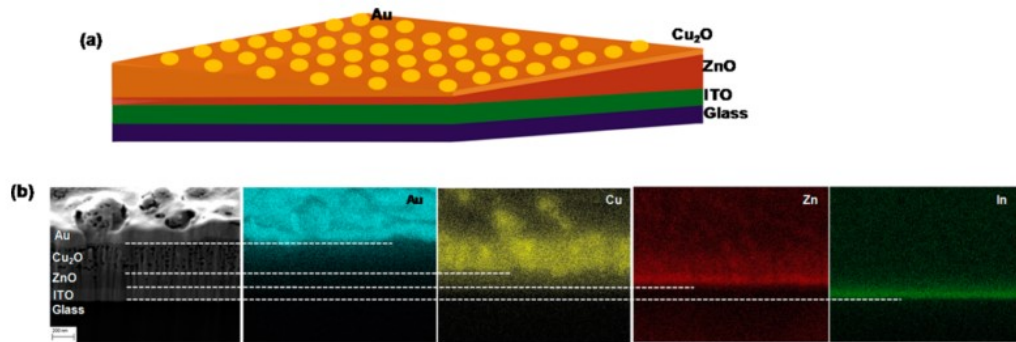 (a)
Au
Cu₂O
ZnO
ITO
Glass
(b)
Au
Cu₂O
ZnO
ITO
Glass
Au
Cu
Zn
In